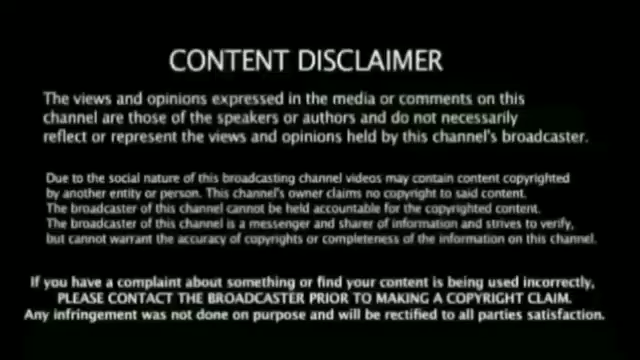 CONTENT DISCLAIMER
The views and opinions expressed in the media or comments on this
channel are those of the speakers or authors and do not necessarily
reflect or represent the views and opinions held by this channel's broadcaster.
Due to the social nature of this broadcasting channel videos may contain content copyrighted
by another entity or person. This channel's owner claims no copyright to said content.
The broadcaster of this channel cannot be held accountable for the copyrighted content.
The broadcaster of this channel is a messenger and sharer of information and strives to verify,
but cannot warrant the accuracy of copyrights or completeness of the information on this channel.
If you have a complaint about something or find your content is being used incorrectly,
PLEASE CONTACT THE BROADCASTER PRIOR TO MAKING A COPYRIGHT CLAIM.
Any infringement was not done on purpose and will be rectified to all parties satisfaction.